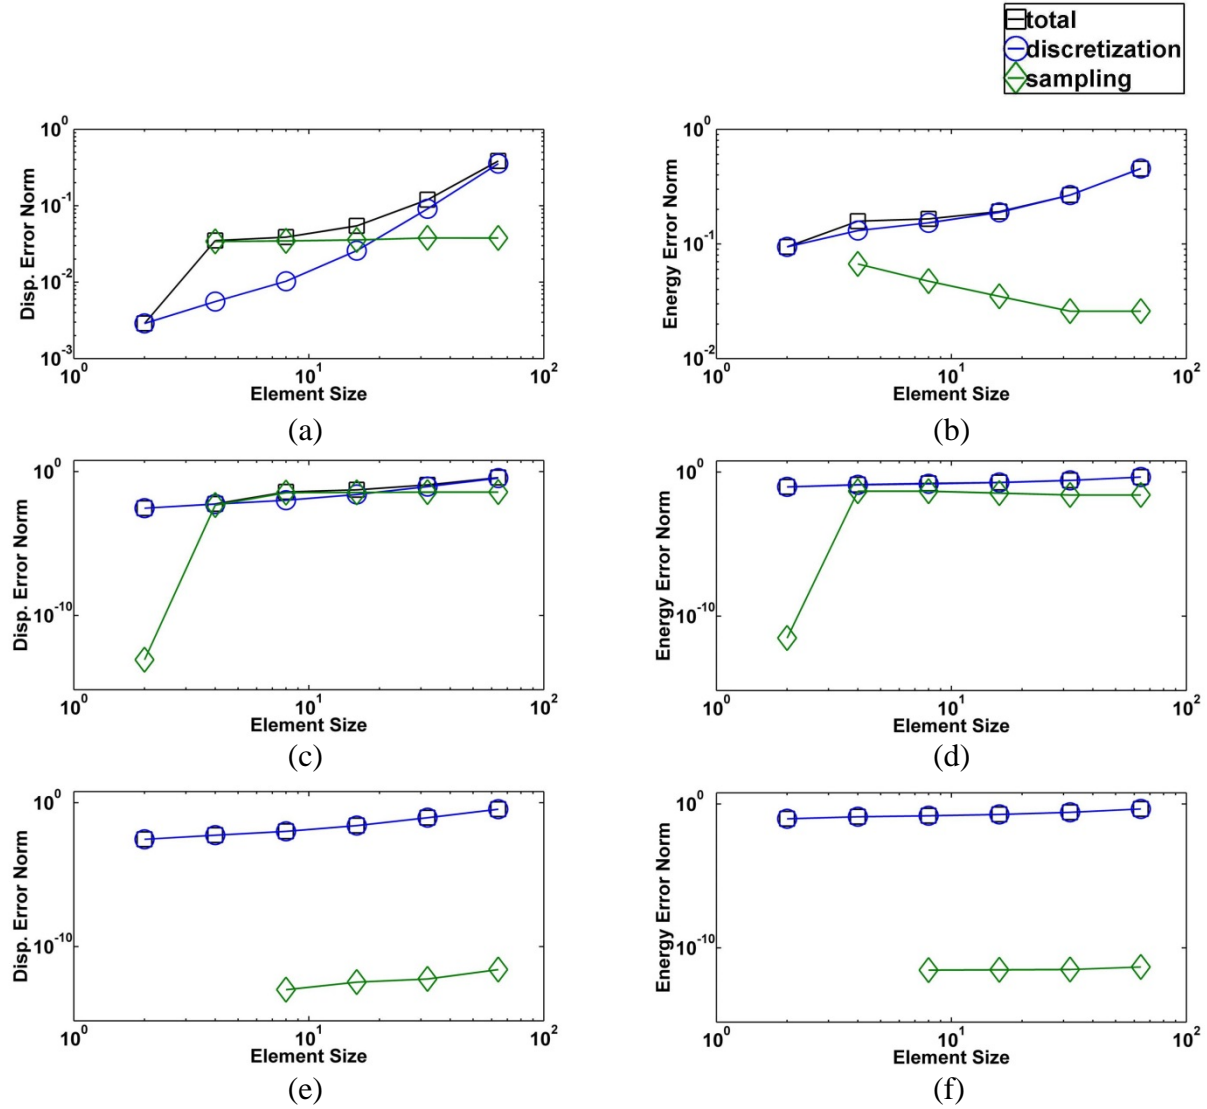 total
discretization
sampling
10^0
10^-1
10^-2
10^-3
Disp. Error Norm
10^0
10^1
10^2
Element Size
(a)
10^0
10^-1
10^-2
Energy Error Norm
10^0
10^1
10^2
Element Size
(b)
10^0
10^-10
Disp. Error Norm
10^0
10^1
10^2
Element Size
(c)
10^0
10^-10
Energy Error Norm
10^0
10^1
10^2
Element Size
(d)
10^0
10^-10
Disp. Error Norm
10^0
10^1
10^2
Element Size
(e)
10^0
10^-10
Energy Error Norm
10^0
10^1
10^2
Element Size
(f)